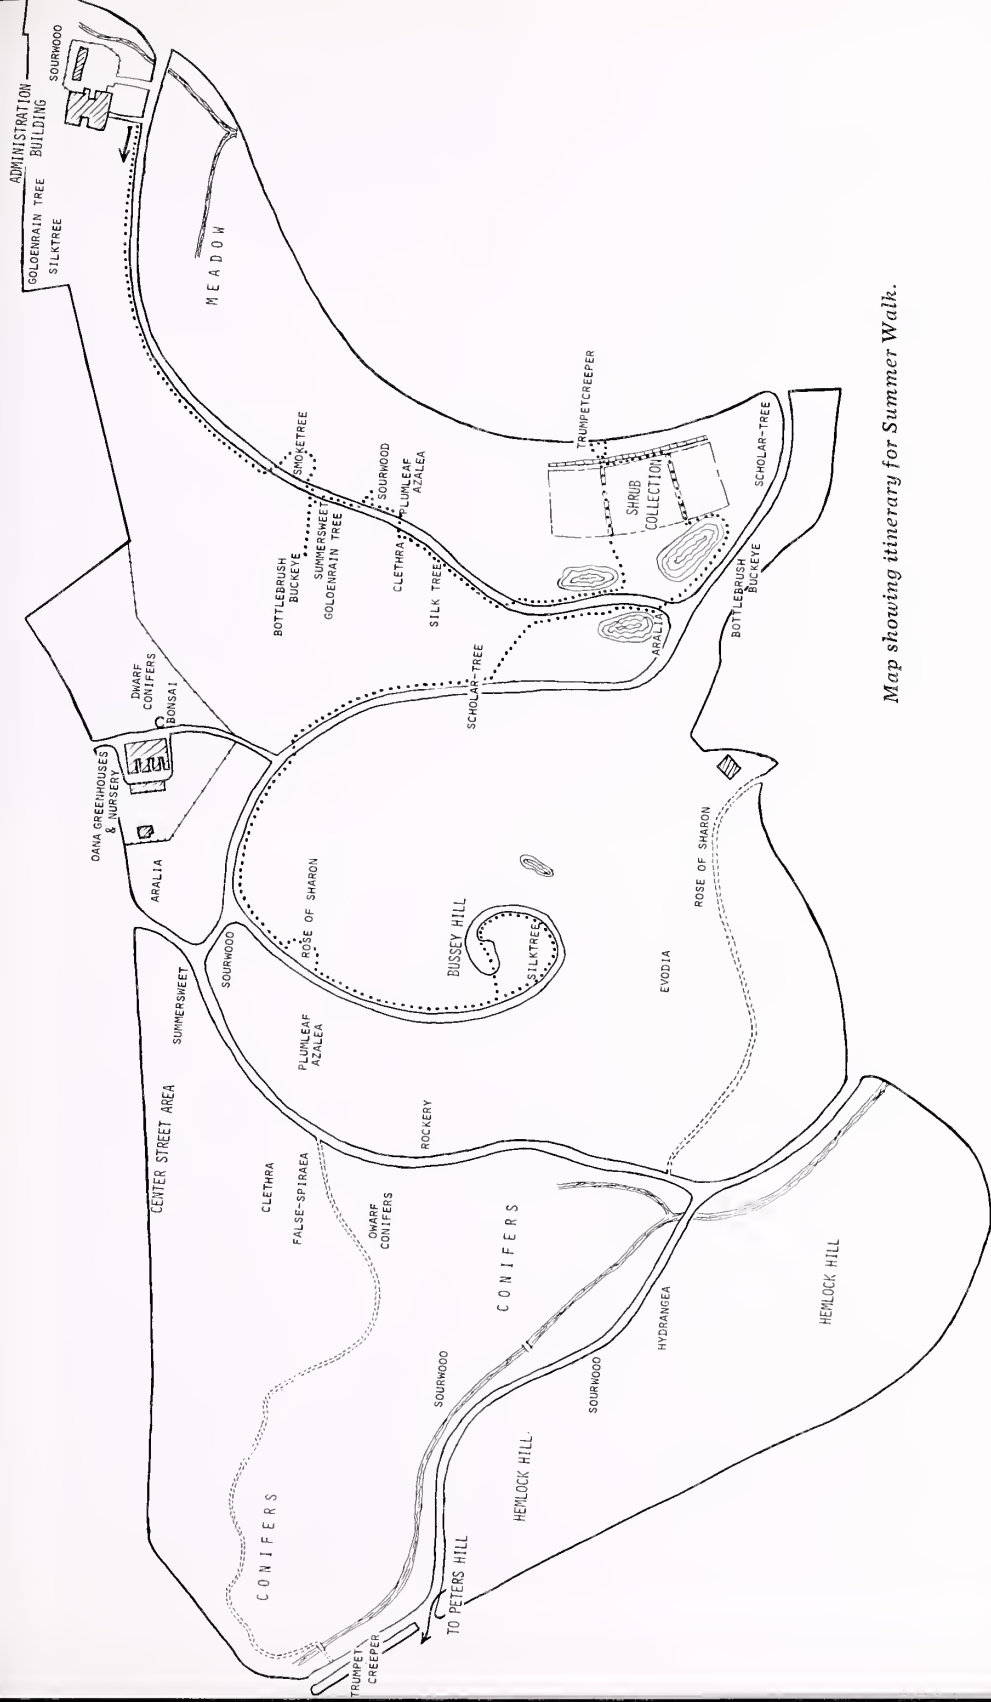 ADMINISTRATION
BUILDING
SOURWOOD
GOLDENRAIN TREE
SILKTREE
MEADOW
DANA GREENHOUSES
& NURSERY
DWARF
CONIFERS
BONSAI
ARALIA
CENTER STREET AREA
SUMMERSWEET
SOURWOOD
CLETHRA
FALSE-SPIRAEA
CONIFERS
PLUMLEAF
AZALEA
ROSE OF SHARON
BOTTLEBRUSH
BUCKEYE
SMOKETREE
SUMMERSWEET
GOLDENRAIN TREE
SOURWOOD
PLUMLEAF
AZALEA
CLETHRA
SILK TREE
TRUMPET
CREEPER
DWARF
CONIFERS
ROCKERY
SOURWOOD
TO PETERS HILL
BUSSEY HILL
SCHOLAR-TREE
CONIFERS
HEMLOCK HILL
SILKTREE
TRUMPETCREEPER
SOURWOOD
SHRUB
COLLECTION
HYDRANGEA
EVODIA
ARALIA
ROSE OF SHARON
BOTTLEBRUSH
BUCKEYE
SCHOLAR-TREE
HEMLOCK HILL
Map showing itinerary for Summer Walk.